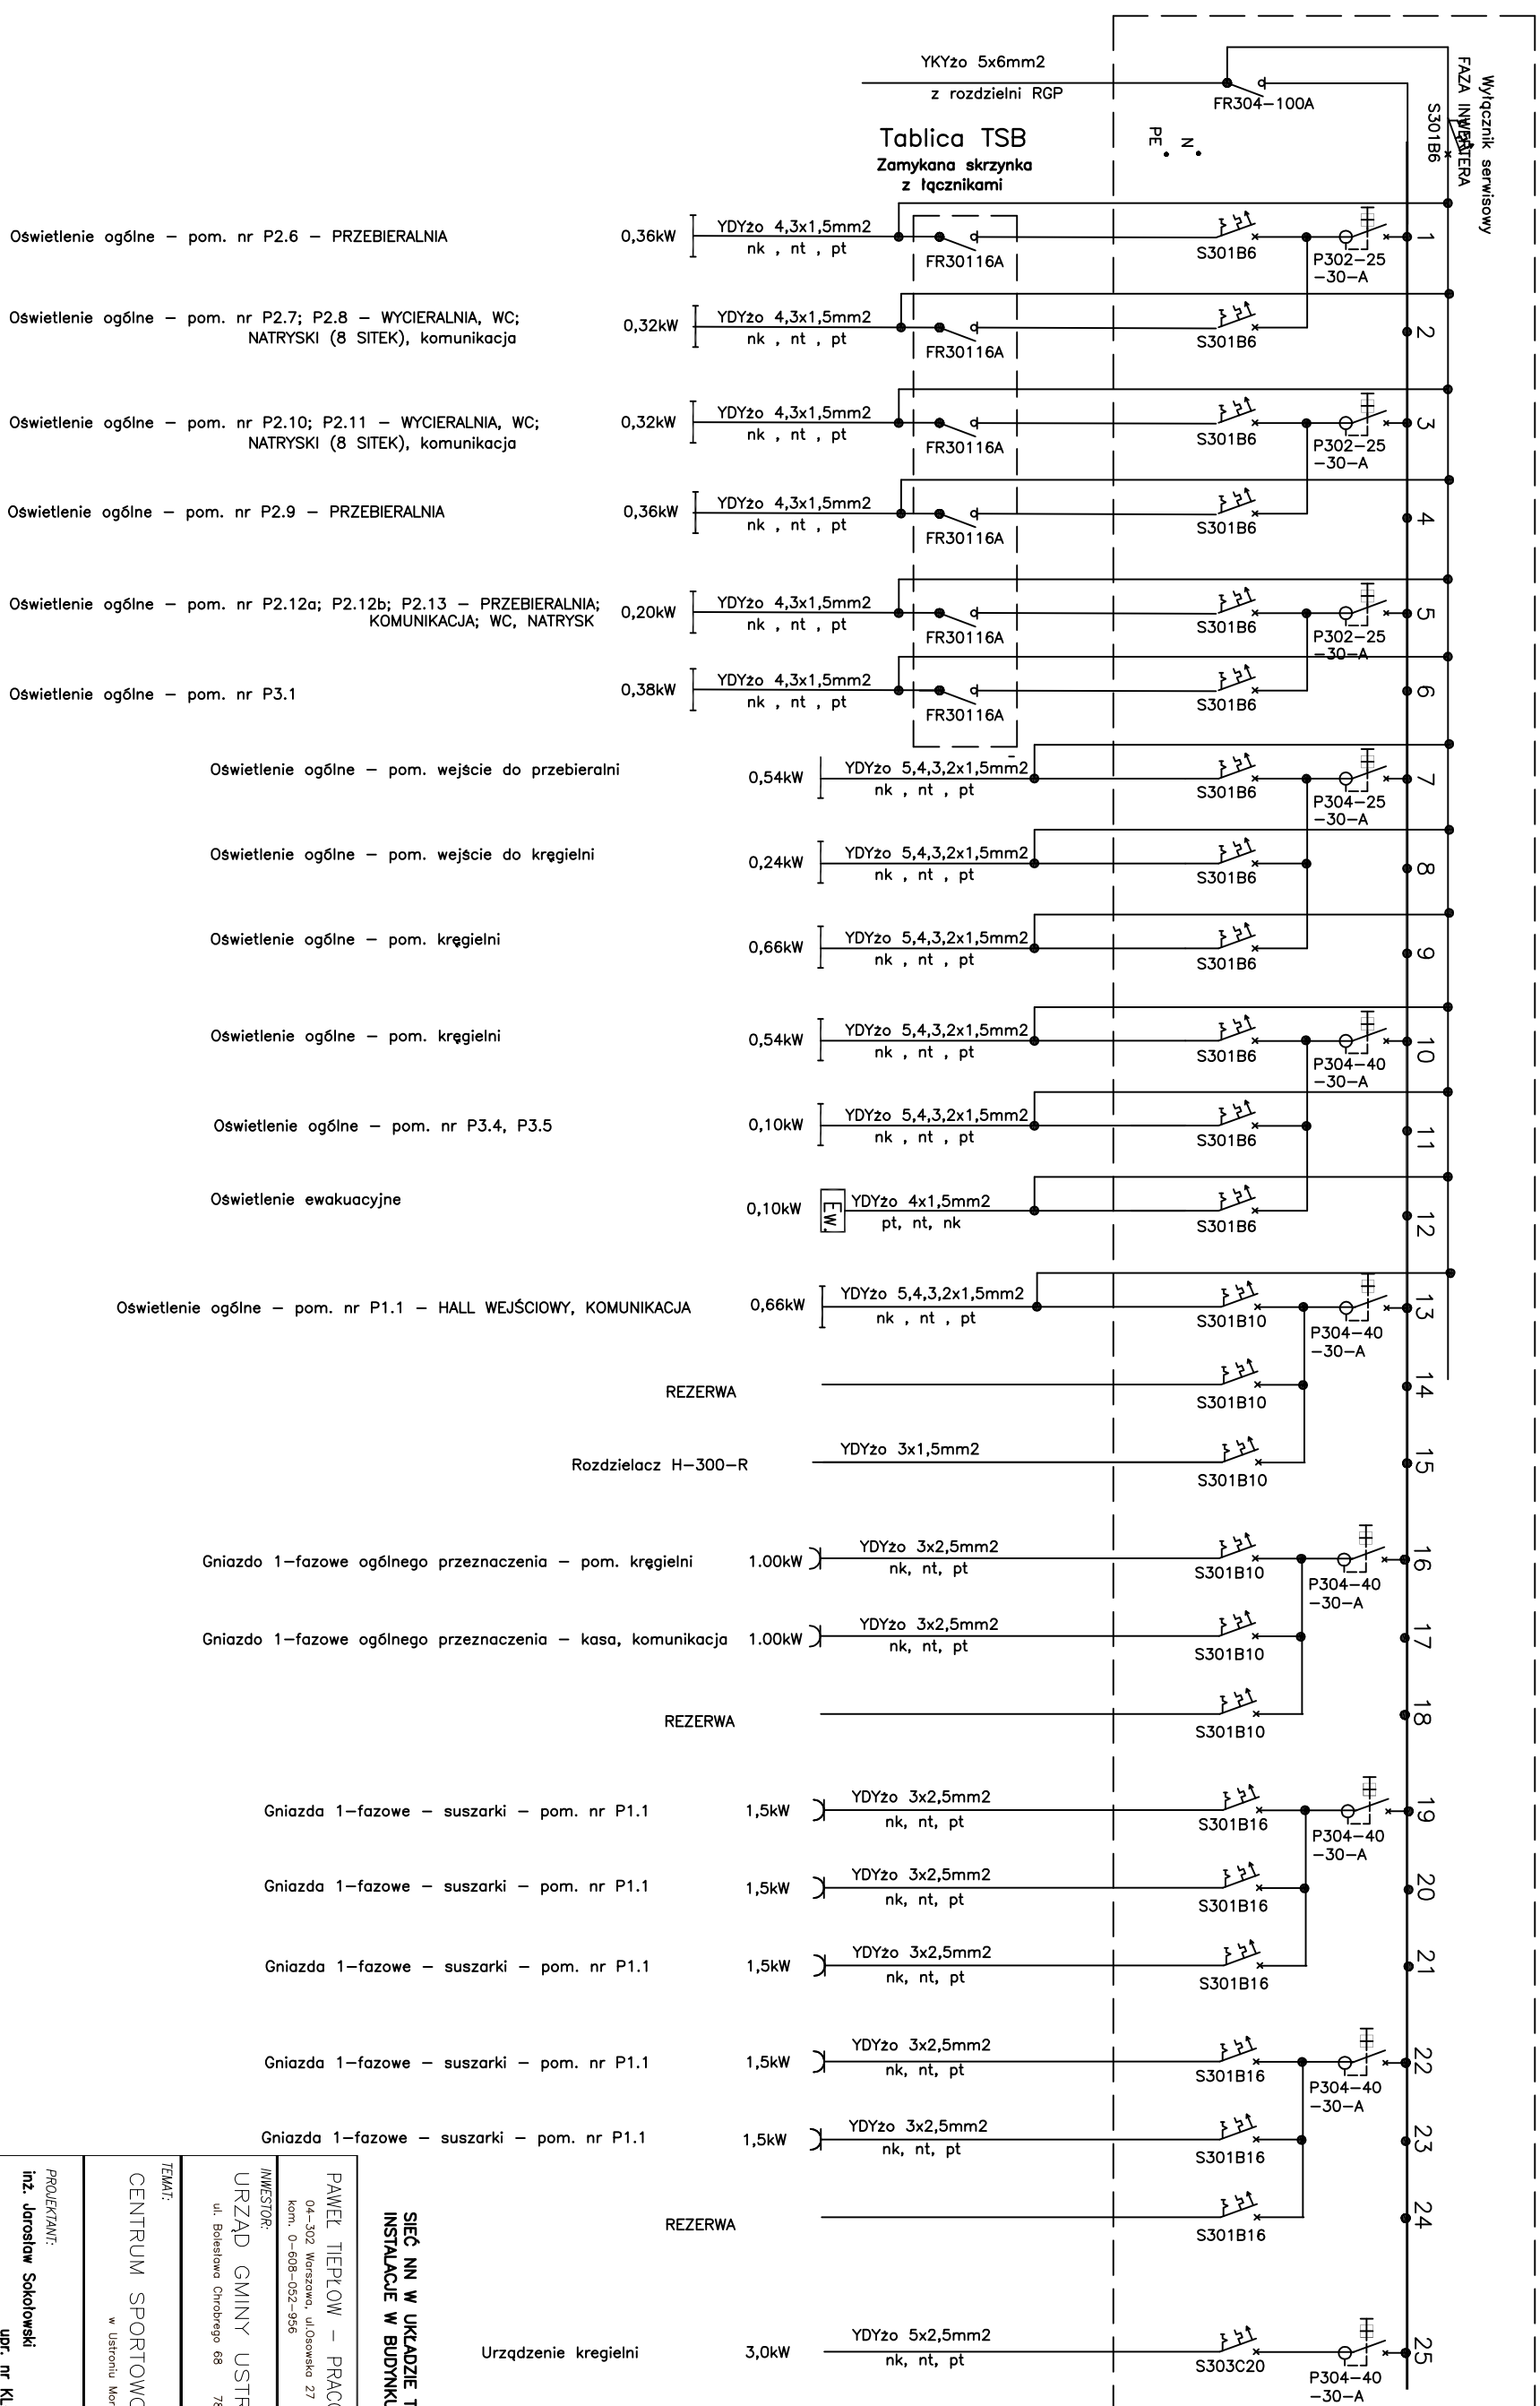 YKYżo 5x6mm2
z rozdzielni RGP
FR304-100A
Wyłącznik serwisowy
FAZA INWERTERA
S301B6
PE
N
Tablica TSB
Zamykana skrzynka
z łącznikami
Oświetlenie ogólne – pom. nr P2.6 – PRZEBIERALNIA
0,36kW
YDYżo 4,3x1,5mm2
nk , nt , pt
FR30116A
S301B6
P302-25
-30-A
1
Oświetlenie ogólne – pom. nr P2.7; P2.8 – WYCIERALNIA, WC;
NATRYSKI (8 SITEK), komunikacja
0,32kW
YDYżo 4,3x1,5mm2
nk , nt , pt
FR30116A
S301B6
2
Oświetlenie ogólne – pom. nr P2.10; P2.11 – WYCIERALNIA, WC;
NATRYSKI (8 SITEK), komunikacja
0,32kW
YDYżo 4,3x1,5mm2
nk , nt , pt
FR30116A
S301B6
P302-25
-30-A
3
Oświetlenie ogólne – pom. nr P2.9 – PRZEBIERALNIA
0,36kW
YDYżo 4,3x1,5mm2
nk , nt , pt
FR30116A
S301B6
4
Oświetlenie ogólne – pom. nr P2.12a; P2.12b; P2.13 – PRZEBIERALNIA;
KOMUNIKACJA; WC, NATRYSK
0,20kW
YDYżo 4,3x1,5mm2
nk , nt , pt
FR30116A
S301B6
P302-25
-30-A
5
Oświetlenie ogólne – pom. nr P3.1
0,38kW
YDYżo 4,3x1,5mm2
nk , nt , pt
FR30116A
S301B6
6
Oświetlenie ogólne – pom. wejście do przebieralni
0,54kW
YDYżo 5,4,3,2x1,5mm2
nk , nt , pt
S301B6
P304-25
-30-A
7
Oświetlenie ogólne – pom. wejście do kręgielni
0,24kW
YDYżo 5,4,3,2x1,5mm2
nk , nt , pt
S301B6
8
Oświetlenie ogólne – pom. kręgielni
0,66kW
YDYżo 5,4,3,2x1,5mm2
nk , nt , pt
S301B6
9
Oświetlenie ogólne – pom. kręgielni
0,54kW
YDYżo 5,4,3,2x1,5mm2
nk , nt , pt
S301B6
P304-40
-30-A
10
Oświetlenie ogólne – pom. nr P3.4, P3.5
0,10kW
YDYżo 5,4,3,2x1,5mm2
nk , nt , pt
S301B6
11
Oświetlenie ewakuacyjne
0,10kW
Ew.
YDYżo 4x1,5mm2
pt, nt, nk
S301B6
12
Oświetlenie ogólne – pom. nr P1.1 – HALL WEJŚCIOWY, KOMUNIKACJA
0,66kW
YDYżo 5,4,3,2x1,5mm2
nk , nt , pt
S301B10
P304-40
-30-A
13
REZERWA
S301B10
14
Rozdzielacz H-300-R
YDYżo 3x1,5mm2
S301B10
15
Gniazdo 1-fazowe ogólnego przeznaczenia – pom. kręgielni
1.00kW
YDYżo 3x2,5mm2
nk, nt, pt
S301B10
P304-40
-30-A
16
Gniazdo 1-fazowe ogólnego przeznaczenia – kasa, komunikacja
1.00kW
YDYżo 3x2,5mm2
nk, nt, pt
S301B10
17
REZERWA
S301B10
18
Gniazda 1-fazowe – suszarki – pom. nr P1.1
1,5kW
YDYżo 3x2,5mm2
nk, nt, pt
S301B16
P304-40
-30-A
19
Gniazda 1-fazowe – suszarki – pom. nr P1.1
1,5kW
YDYżo 3x2,5mm2
nk, nt, pt
S301B16
20
Gniazda 1-fazowe – suszarki – pom. nr P1.1
1,5kW
YDYżo 3x2,5mm2
nk, nt, pt
S301B16
21
Gniazda 1-fazowe – suszarki – pom. nr P1.1
1,5kW
YDYżo 3x2,5mm2
nk, nt, pt
S301B16
P304-40
-30-A
22
Gniazda 1-fazowe – suszarki – pom. nr P1.1
1,5kW
YDYżo 3x2,5mm2
nk, nt, pt
S301B16
23
REZERWA
S301B16
24
Urządzenie kregielni
3,0kW
YDYżo 5x2,5mm2
nk, nt, pt
S303C20
P304-40
-30-A
25
SIEĆ NN W UKŁADZIE T
INSTALACJE W BUDYNKU
PAWEŁ TIEPŁOW – PRACO
04-302 Warszawa, ul.Osowska 27
kom. 0-608-052-956
INWESTOR:
URZĄD GMINY USTR
ul. Bolesława Chrobrego 68 78
TEMAT:
CENTRUM SPORTOWO
w Ustroniu Mor
PROJEKTANT:
inż. Jarosław Sokołowski
upr. nr KL